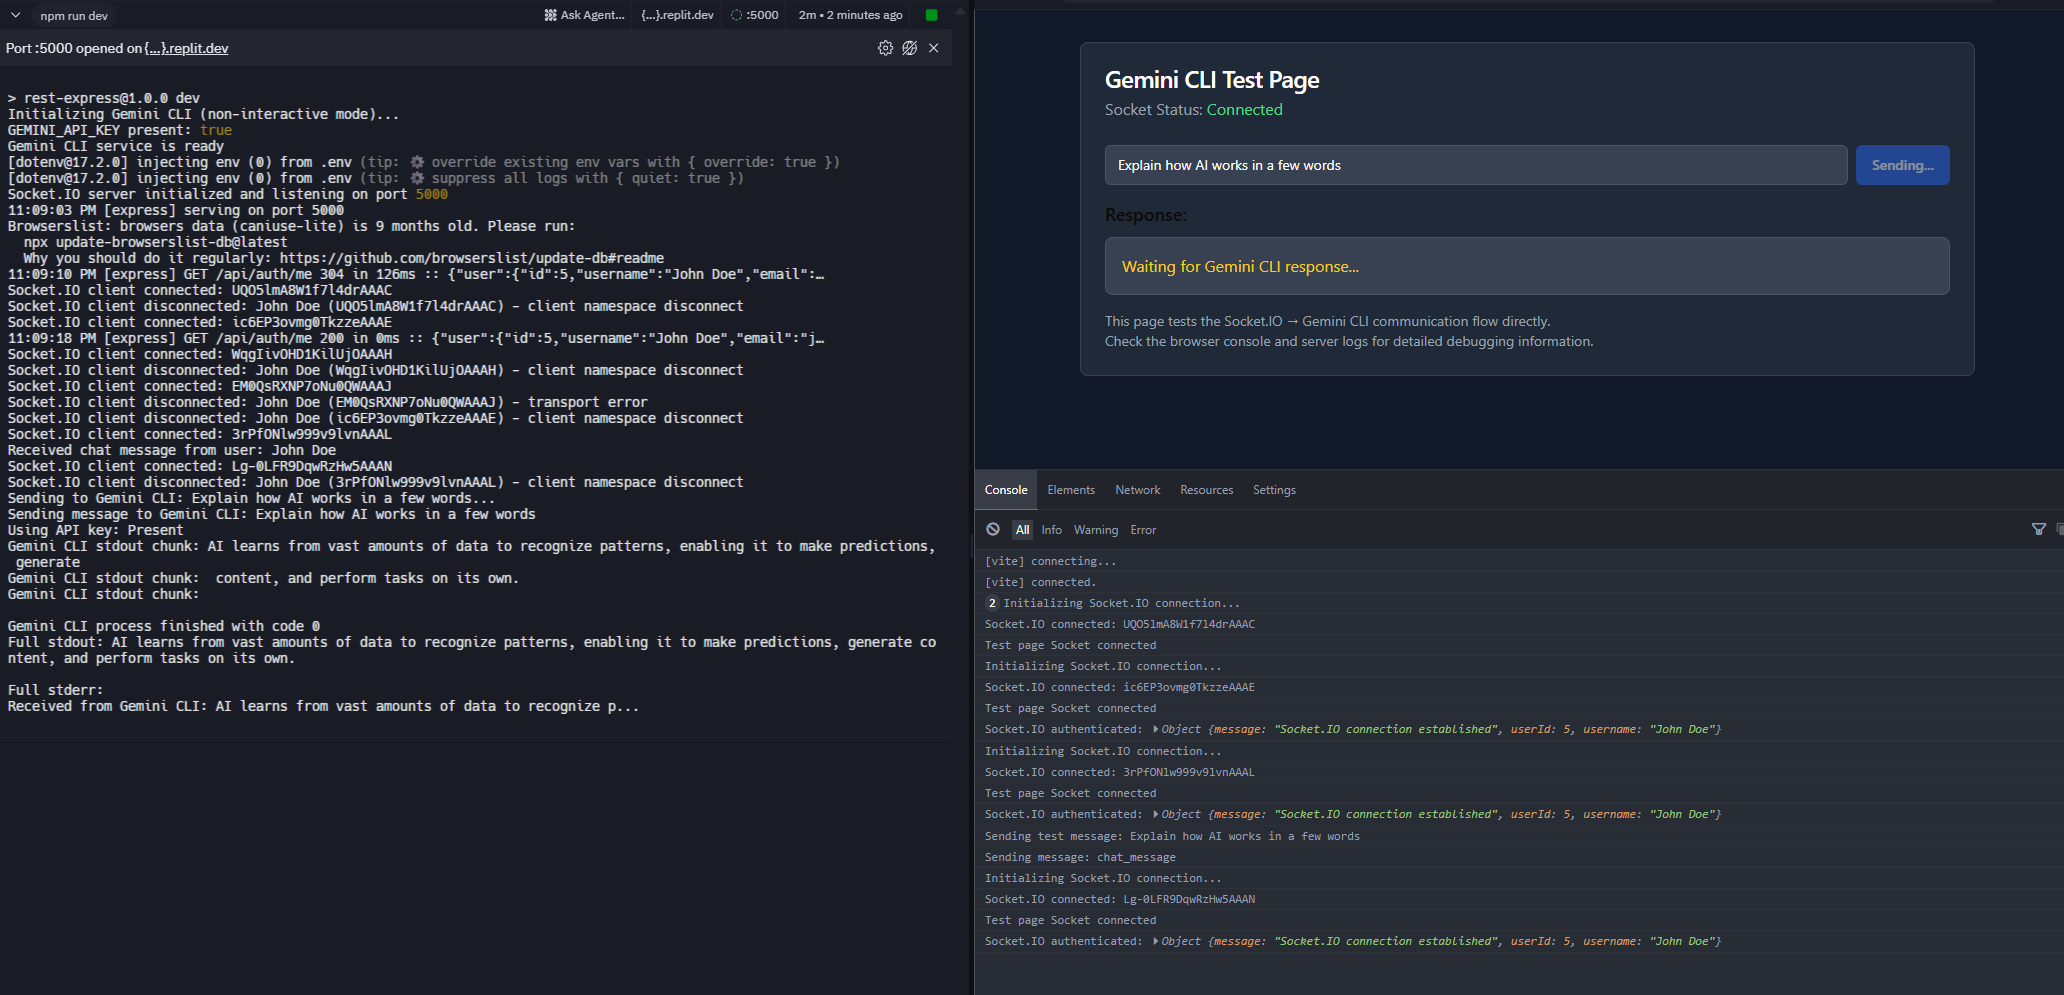 npm run dev
Ask Agent...
{...}.replit.dev
:5000
2m • 2 minutes ago
Port :5000 opened on {...}.replit.dev
> rest-express@1.0.0 dev
Initializing Gemini CLI (non-interactive mode)...
GEMINI_API_KEY present: true
Gemini CLI service is ready
[dotenv@17.2.0] injecting env (0) from .env (tip: ⚙ override existing env vars with { override: true })
[dotenv@17.2.0] injecting env (0) from .env (tip: ⚙ suppress all logs with { quiet: true })
Socket.IO server initialized and listening on port 5000
11:09:03 PM [express] serving on port 5000
Browserslist: browsers data (caniuse-lite) is 9 months old. Please run:
npx update-browserslist-db@latest
Why you should do it regularly: https://github.com/browserslist/update-db#readme
11:09:10 PM [express] GET /api/auth/me 304 in 126ms :: {"user":{"id":5,"username":"John Doe","email":…
Socket.IO client connected: UQO5lmA8W1f7l4drAAAC
Socket.IO client disconnected: John Doe (UQO5lmA8W1f7l4drAAAC) - client namespace disconnect
Socket.IO client connected: ic6EP3ovmg0TkzzeAAAE
11:09:18 PM [express] GET /api/auth/me 200 in 0ms :: {"user":{"id":5,"username":"John Doe","email":"j…
Socket.IO client connected: WqgIivOHD1KilUjOAAAH
Socket.IO client disconnected: John Doe (WqgIivOHD1KilUjOAAAH) - client namespace disconnect
Socket.IO client connected: EM0QsRXNP7oNu0QWAAAJ
Socket.IO client disconnected: John Doe (EM0QsRXNP7oNu0QWAAAJ) - transport error
Socket.IO client disconnected: John Doe (ic6EP3ovmg0TkzzeAAAE) - client namespace disconnect
Socket.IO client connected: 3rPfONlw999v9lvnAAAL
Received chat message from user: John Doe
Socket.IO client connected: Lg-0LFR9DqwRzHw5AAAN
Socket.IO client disconnected: John Doe (3rPfONlw999v9lvnAAAL) - client namespace disconnect
Sending to Gemini CLI: Explain how AI works in a few words...
Sending message to Gemini CLI: Explain how AI works in a few words
Using API key: Present
Gemini CLI stdout chunk: AI learns from vast amounts of data to recognize patterns, enabling it to make predictions,
generate
Gemini CLI stdout chunk:  content, and perform tasks on its own.
Gemini CLI stdout chunk:
Gemini CLI process finished with code 0
Full stdout: AI learns from vast amounts of data to recognize patterns, enabling it to make predictions, generate co
ntent, and perform tasks on its own.
Full stderr:
Received from Gemini CLI: AI learns from vast amounts of data to recognize p...
Gemini CLI Test Page
Socket Status: Connected
Explain how AI works in a few words
Sending...
Response:
Waiting for Gemini CLI response...
This page tests the Socket.IO → Gemini CLI communication flow directly.
Check the browser console and server logs for detailed debugging information.
Console Elements Network Resources Settings
All Info Warning Error
[vite] connecting...
[vite] connected.
2 Initializing Socket.IO connection...
Socket.IO connected: UQO5lmA8W1f7l4drAAAC
Test page Socket connected
Initializing Socket.IO connection...
Socket.IO connected: ic6EP3ovmg0TkzzeAAAE
Test page Socket connected
Socket.IO authenticated: ▶Object {message: "Socket.IO connection established", userId: 5, username: "John Doe"}
Initializing Socket.IO connection...
Socket.IO connected: 3rPfONlw999v9lvnAAAL
Test page Socket connected
Socket.IO authenticated: ▶Object {message: "Socket.IO connection established", userId: 5, username: "John Doe"}
Sending test message: Explain how AI works in a few words
Sending message: chat_message
Initializing Socket.IO connection...
Socket.IO connected: Lg-0LFR9DqwRzHw5AAAN
Test page Socket connected
Socket.IO authenticated: ▶Object {message: "Socket.IO connection established", userId: 5, username: "John Doe"}